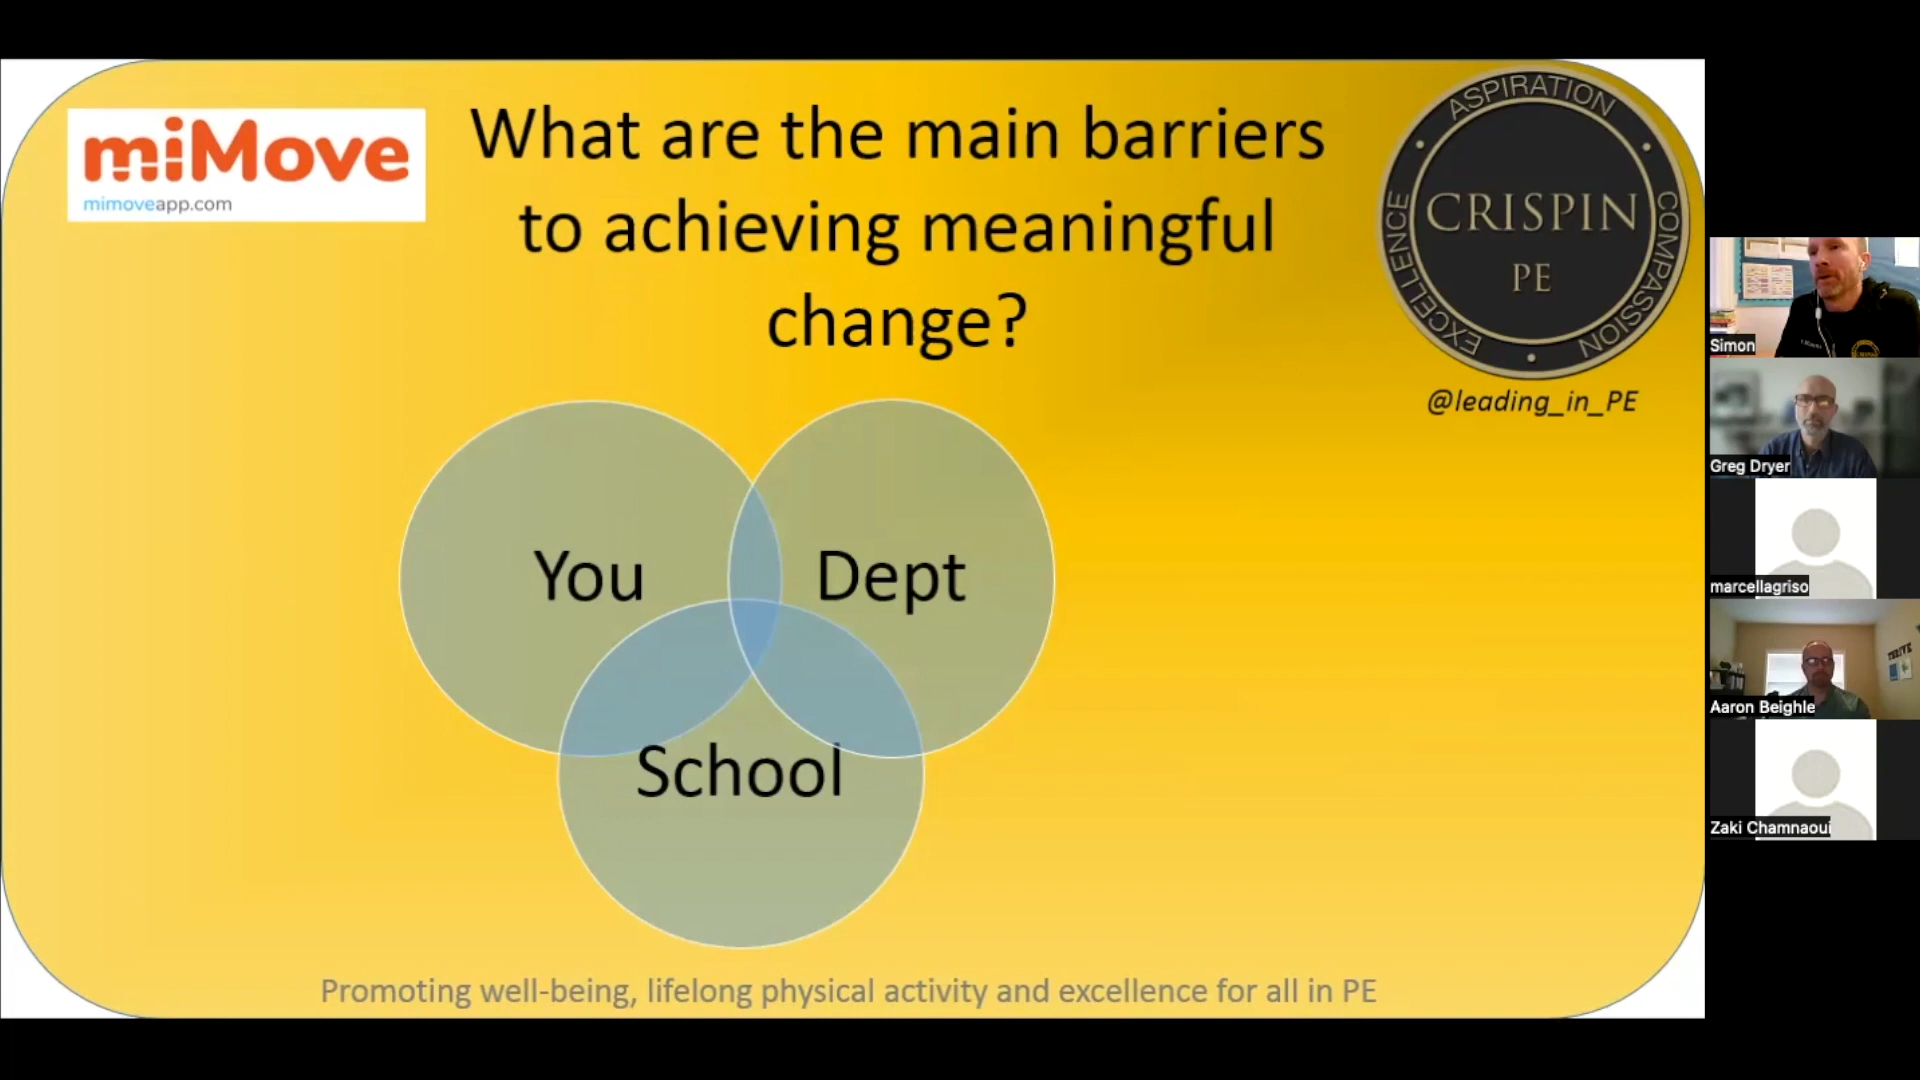 miMove
mimoveapp.com
What are the main barriers
to achieving meaningful
change?
ASPIRATION
COMPASSION
EXCELLENCE
CRISPIN
PE
@leading_in_PE
You
Dept
School
Promoting well-being, lifelong physical activity and excellence for all in PE
Simon
Greg Dryer
marcellagriso
THRIVE
Aaron Beighle
Zaki Chamnaoui